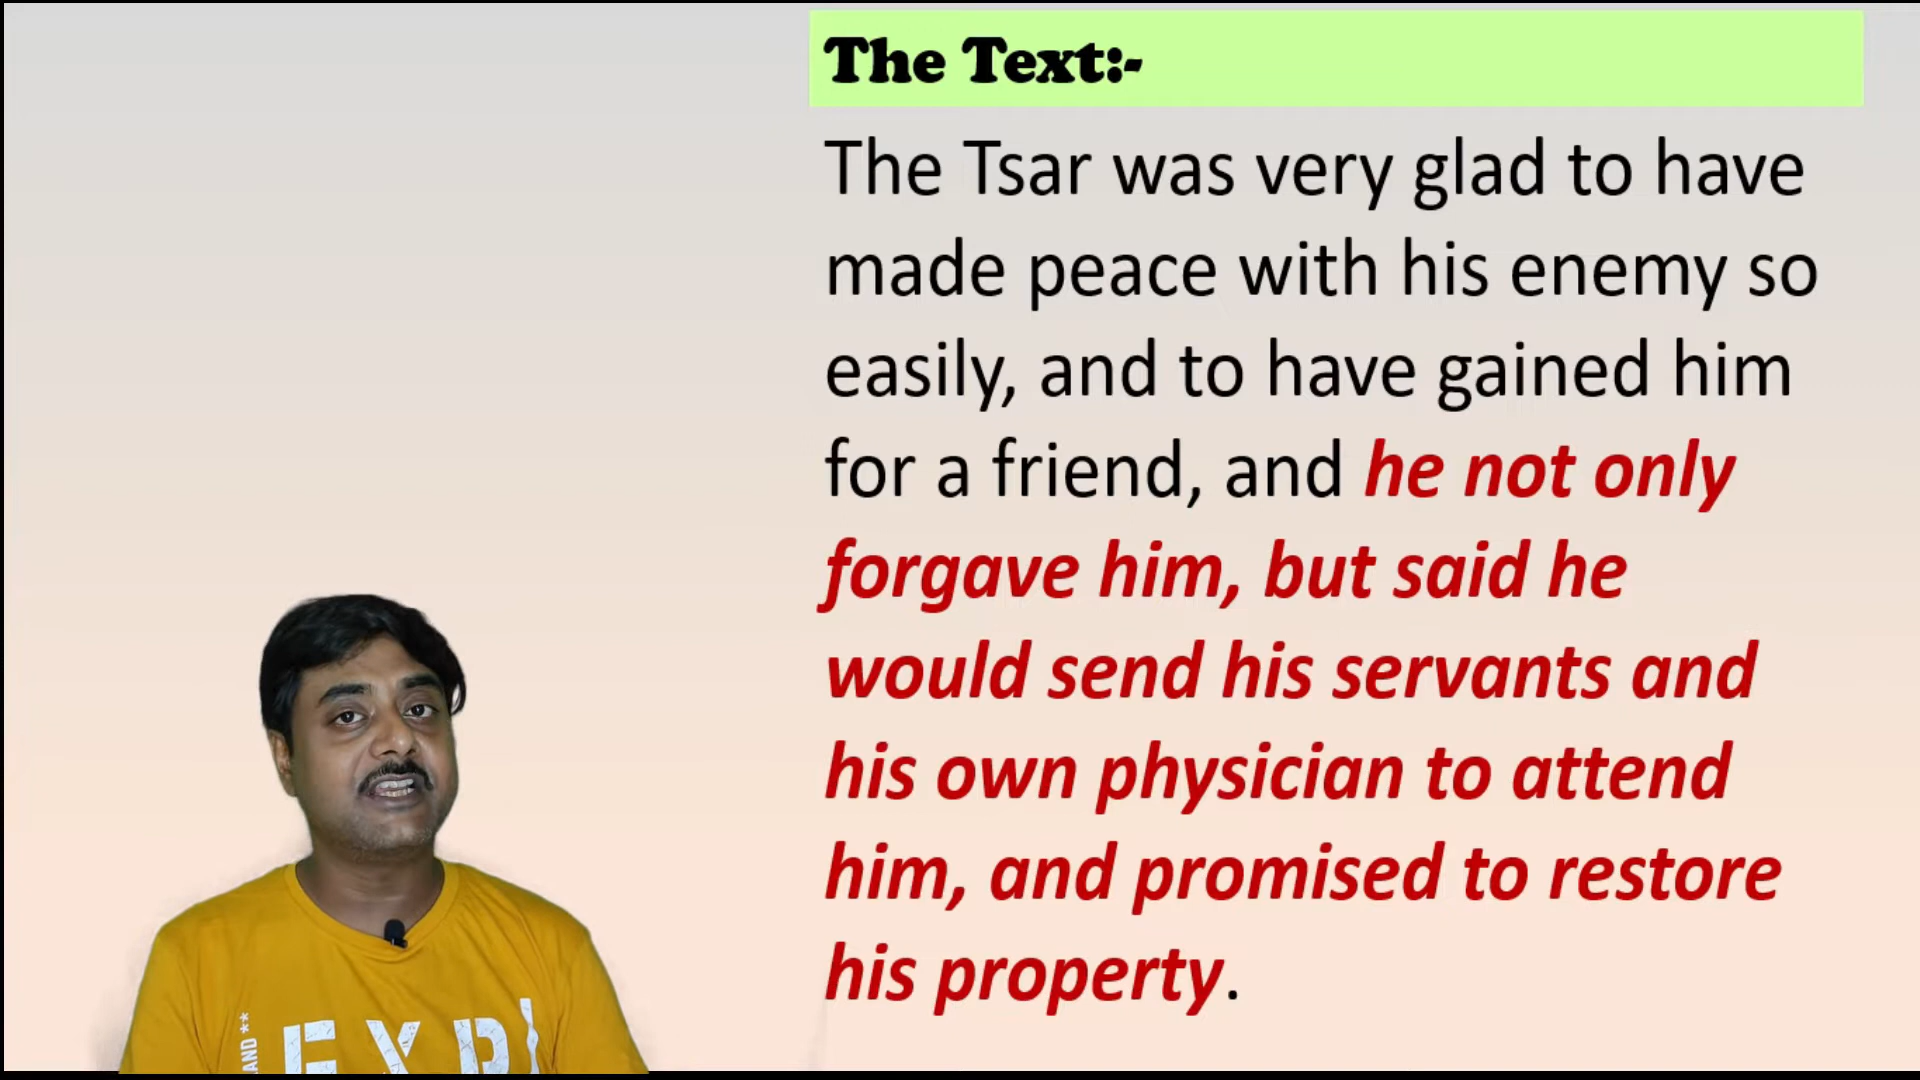 The Text:-
The Tsar was very glad to have
made peace with his enemy so
easily, and to have gained him
for a friend, and he not only
forgave him, but said he
would send his servants and
his own physician to attend
him, and promised to restore
his property.